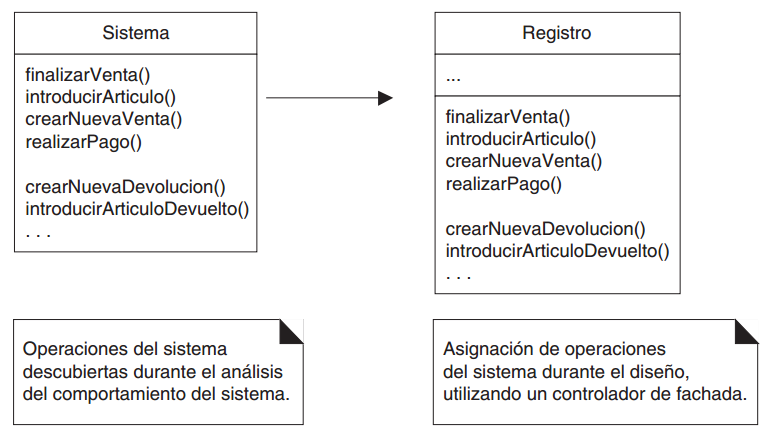 Sistema
finalizarVenta()
introducirArticulo()
crearNuevaVenta()
realizarPago()
crearNuevaDevolucion()
introducirArticuloDevuelto()
. . .
Registro
...
finalizarVenta()
introducirArticulo()
crearNuevaVenta()
realizarPago()
crearNuevaDevolucion()
introducirArticuloDevuelto()
. . .
Operaciones del sistema
descubiertas durante el análisis
del comportamiento del sistema.
Asignación de operaciones
del sistema durante el diseño,
utilizando un controlador de fachada.